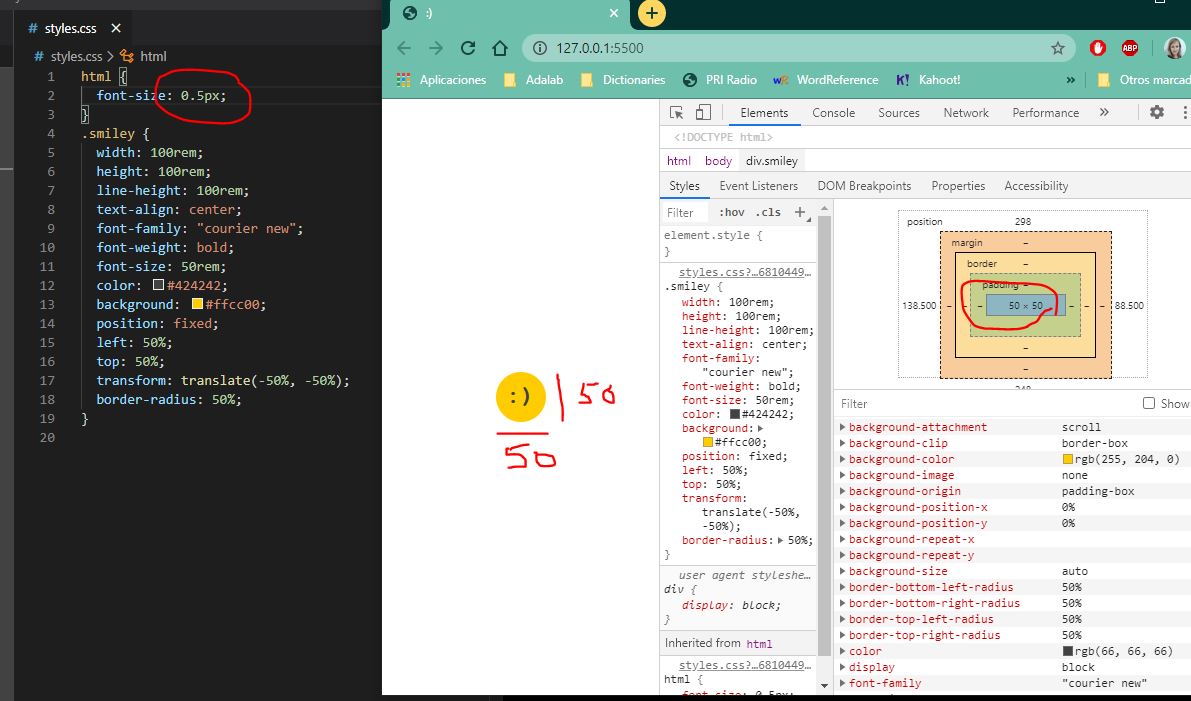 # styles.css ×
# styles.css > html
1 html {
2 font-size: 0.5px;
3 }
4 .smiley {
5 width: 100rem;
6 height: 100rem;
7 line-height: 100rem;
8 text-align: center;
9 font-family: "courier new";
10 font-weight: bold;
11 font-size: 50rem;
12 color: #424242;
13 background: #ffcc00;
14 position: fixed;
15 left: 50%;
16 top: 50%;
17 transform: translate(-50%, -50%);
18 border-radius: 50%;
19 }
20
:) × +
127.0.0.1:5500 ABP
Aplicaciones Adalab Dictionaries PRI Radio WR WordReference K! Kahoot! » Otros marcad
:)
50
50
Elements Console Sources Network Performance »
<!DOCTYPE html>
html body div.smiley
Styles Event Listeners DOM Breakpoints Properties Accessibility
Filter :hov .cls +
element.style {
}
styles.css?…6810449…
.smiley {
width: 100rem;
height: 100rem;
line-height: 100rem;
text-align: center;
font-family:
"courier new";
font-weight: bold;
font-size: 50rem;
color: #424242;
background:
#ffcc00;
position: fixed;
left: 50%;
top: 50%;
transform:
translate(-50%,
-50%);
border-radius: 50%;
}
user agent styleshe…
div {
display: block;
}
Inherited from html
styles.css?…6810449…
html {
font-size: 0.5px;
position 298
margin –
border –
padding –
138.500 – – – 50 × 50 – – – 88.500
–
–
248
Filter Show
background-attachment scroll
background-clip border-box
background-color rgb(255, 204, 0)
background-image none
background-origin padding-box
background-position-x 0%
background-position-y 0%
background-repeat-x
background-repeat-y
background-size auto
border-bottom-left-radius 50%
border-bottom-right-radius 50%
border-top-left-radius 50%
border-top-right-radius 50%
color rgb(66, 66, 66)
display block
font-family "courier new"